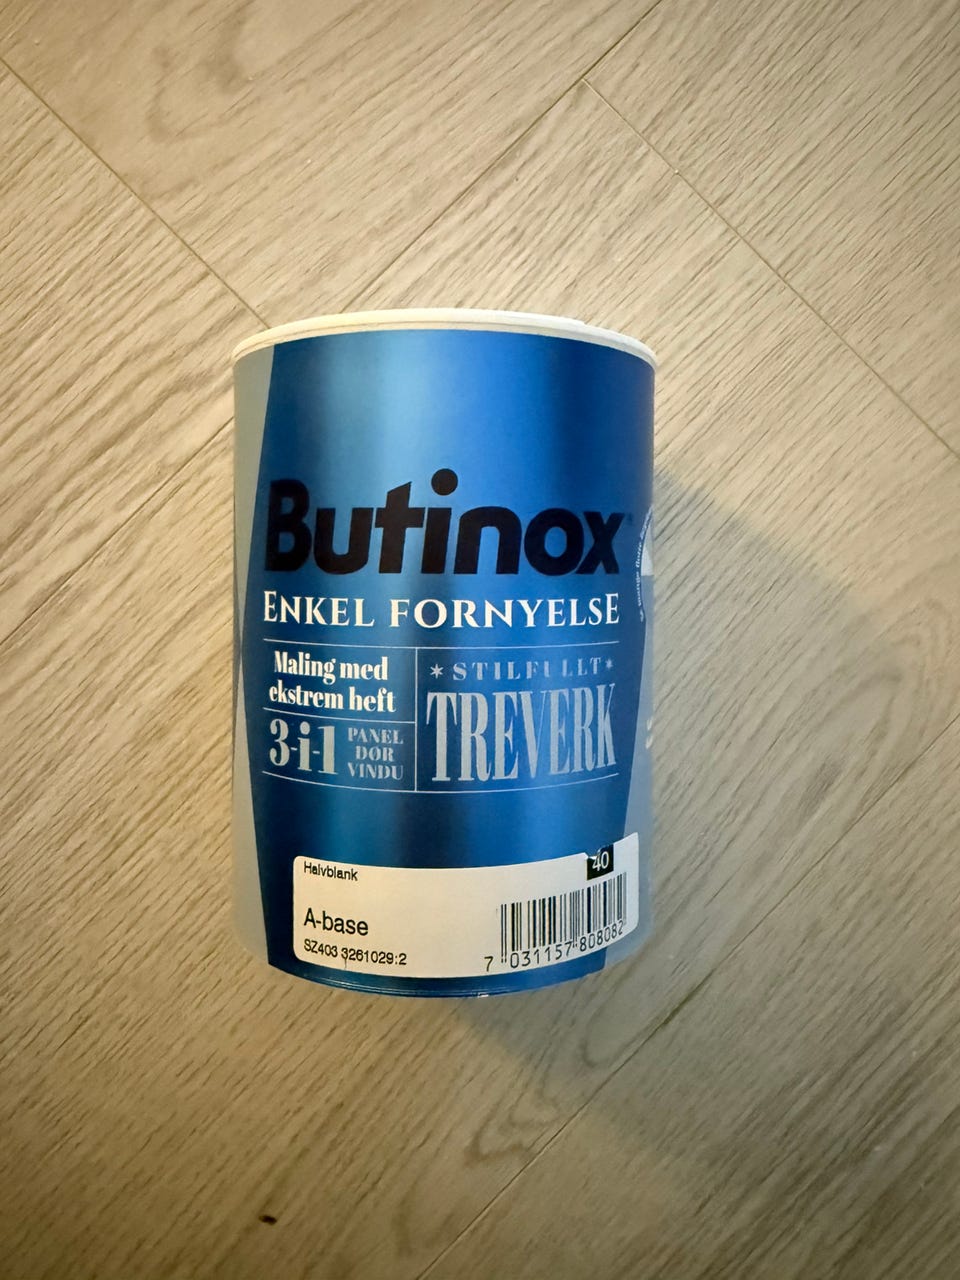 Butinox
ENKEL FORNYELSE
Maling med
ekstrem heft
3-i-1
PANEL
DØR
VINDU
*STILFULLT*
TREVERK
Halvblank
40
A-base
SZ403 3261029:2
7 031157 808082